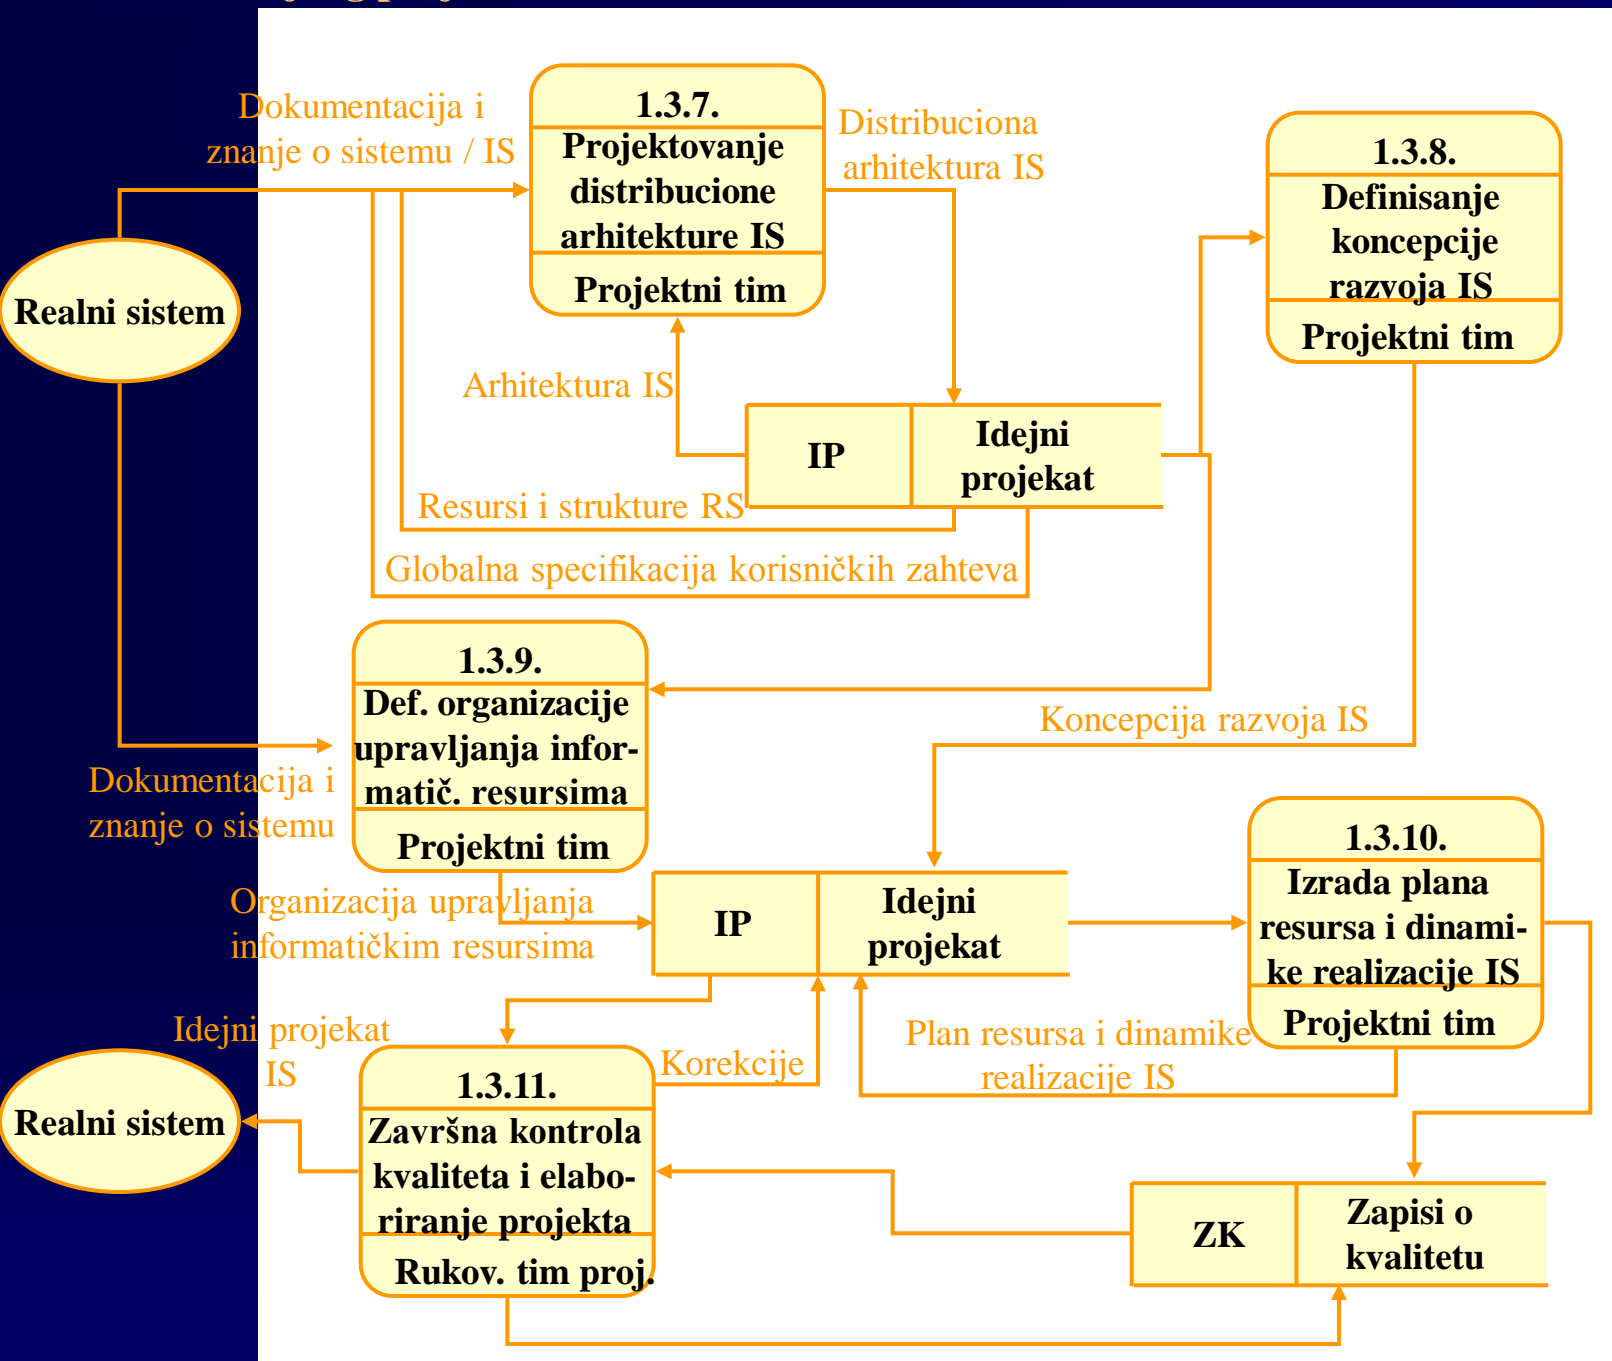 1.3.7.
Dokumentacija i
znanje o sistemu / IS
Projektovanje
distribucione
arhitekture IS
Projektni tim
Distribuciona
arhitektura IS
1.3.8.
Definisanje
koncepcije
razvoja IS
Projektni tim
Realni sistem
Arhitektura IS
IP
Idejni
projekat
Resursi i strukture RS
Globalna specifikacija korisničkih zahteva
1.3.9.
Def. organizacije
upravljanja infor-
matič. resursima
Projektni tim
Koncepcija razvoja IS
Dokumentacija i
znanje o sistemu
1.3.10.
Izrada plana
resursa i dinami-
ke realizacije IS
Projektni tim
Organizacija upravljanja
informatičkim resursima
IP
Idejni
projekat
Idejni projekat
IS
Korekcije
Plan resursa i dinamike
realizacije IS
Realni sistem
1.3.11.
Završna kontrola
kvaliteta i elabo-
riranje projekta
Rukov. tim proj.
ZK
Zapisi o
kvalitetu